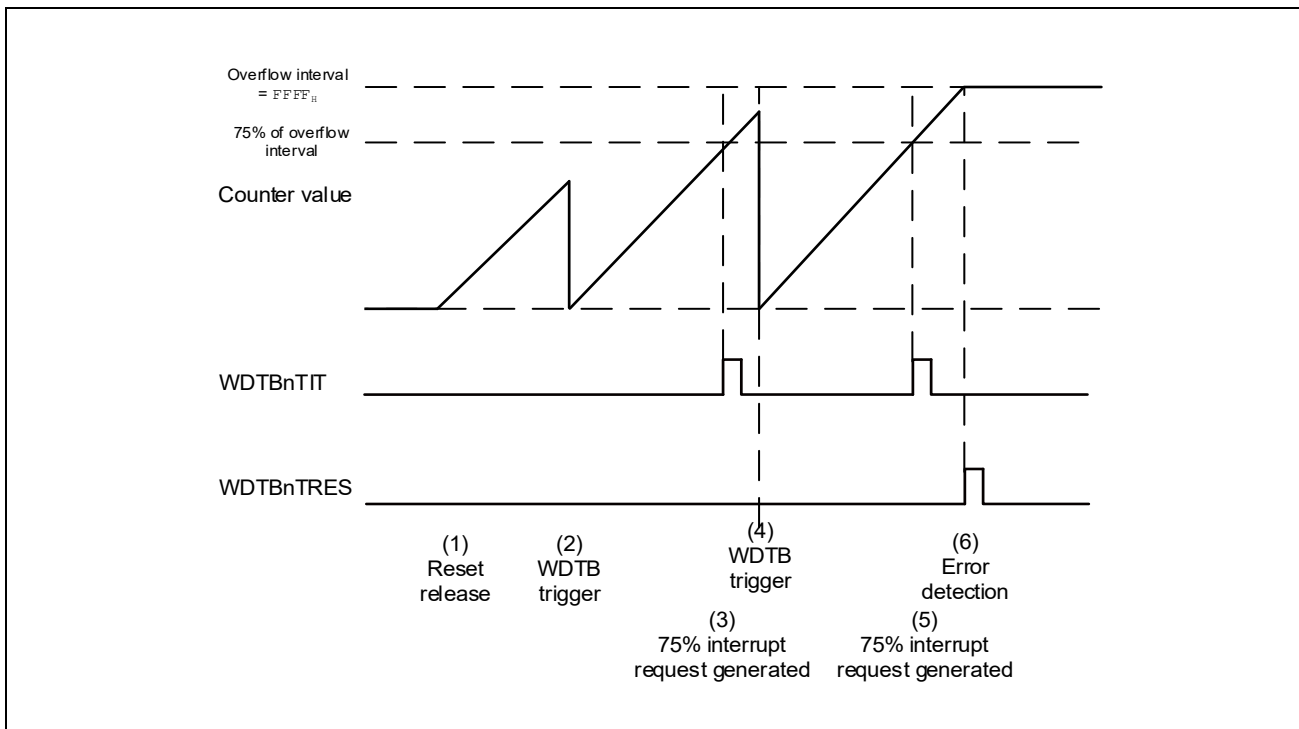 Overflow interval
= FFFFH
75% of overflow
interval
Counter value
WDTBnTIT
WDTBnTRES
(1)
Reset
release
(2)
WDTB
trigger
(3)
75% interrupt
request generated
(4)
WDTB
trigger
(5)
75% interrupt
request generated
(6)
Error
detection